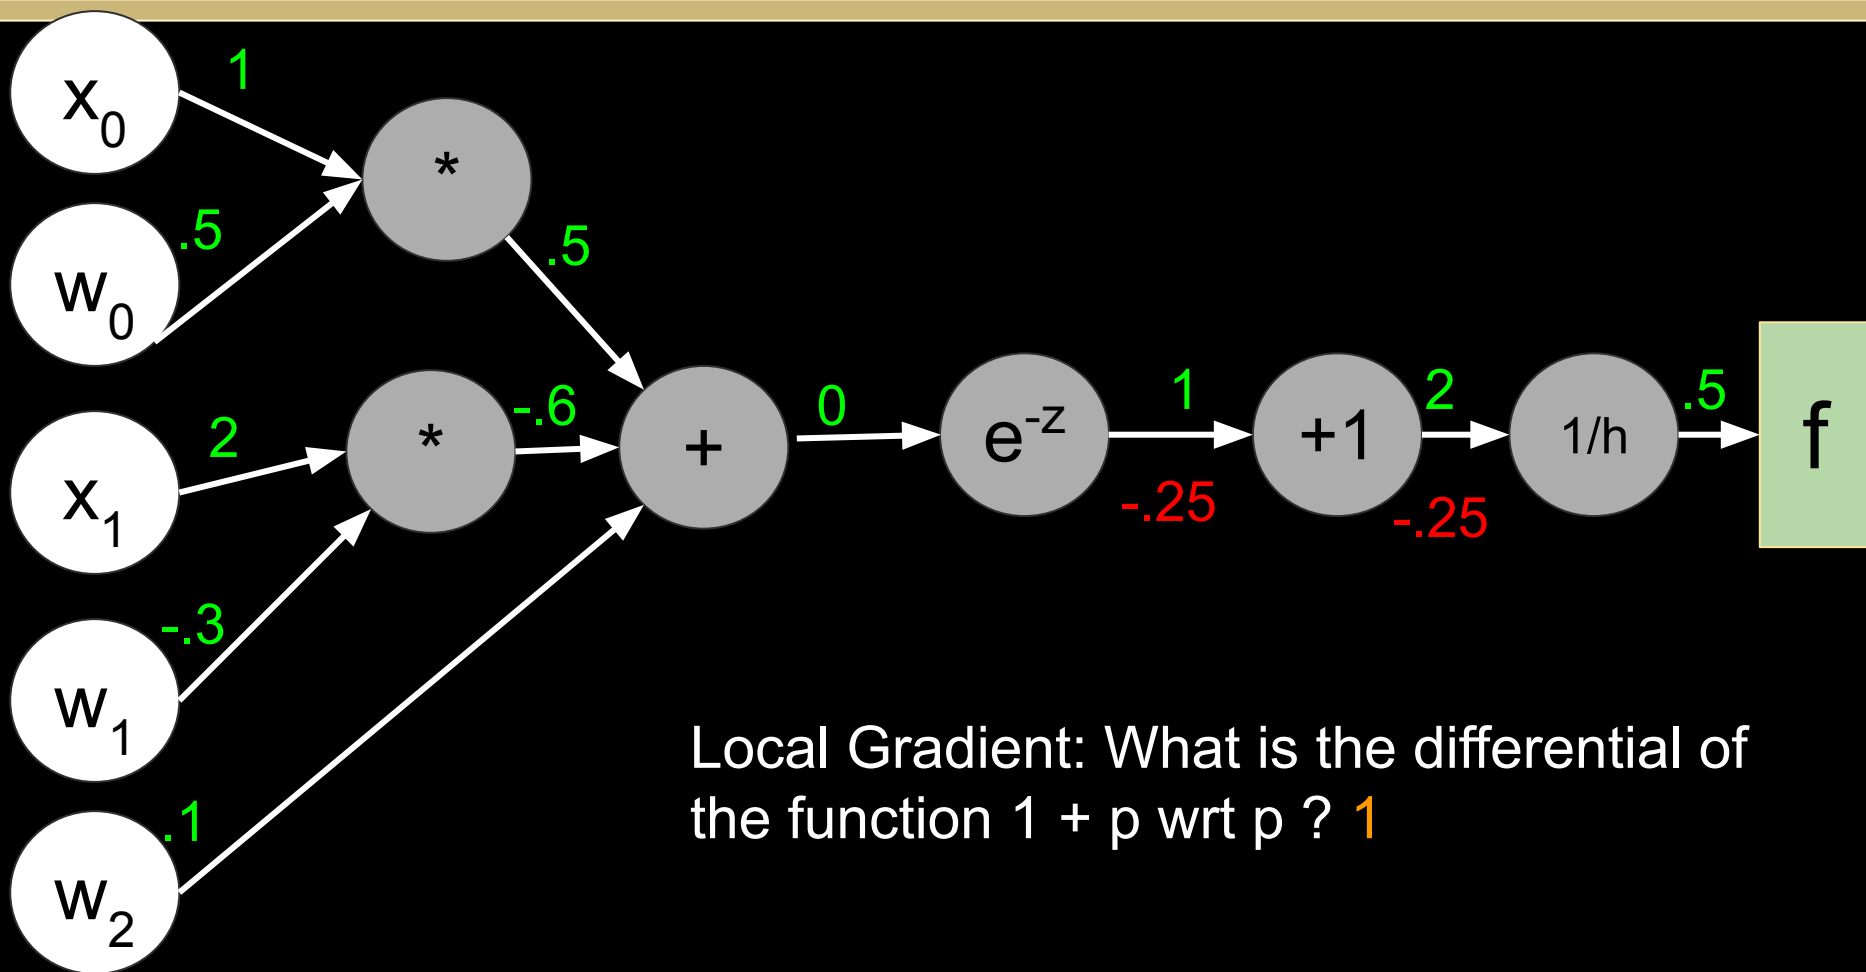 x0
1
*
w0
.5
.5
x1
2
*
-.6
+
0
e-z
1
-.25
+1
2
-.25
1/h
.5
f
w1
-.3
w2
.1
Local Gradient: What is the differential of
the function 1 + p wrt p ? 1